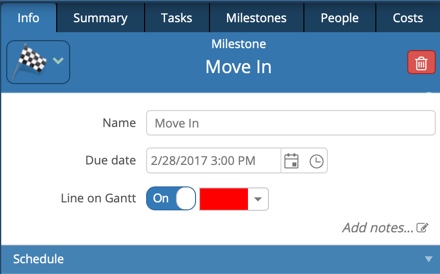 Info Summary Tasks Milestones People Costs
Milestone
Move In
Name Move In
Due date 2/28/2017 3:00 PM
Line on Gantt On
Add notes...
Schedule